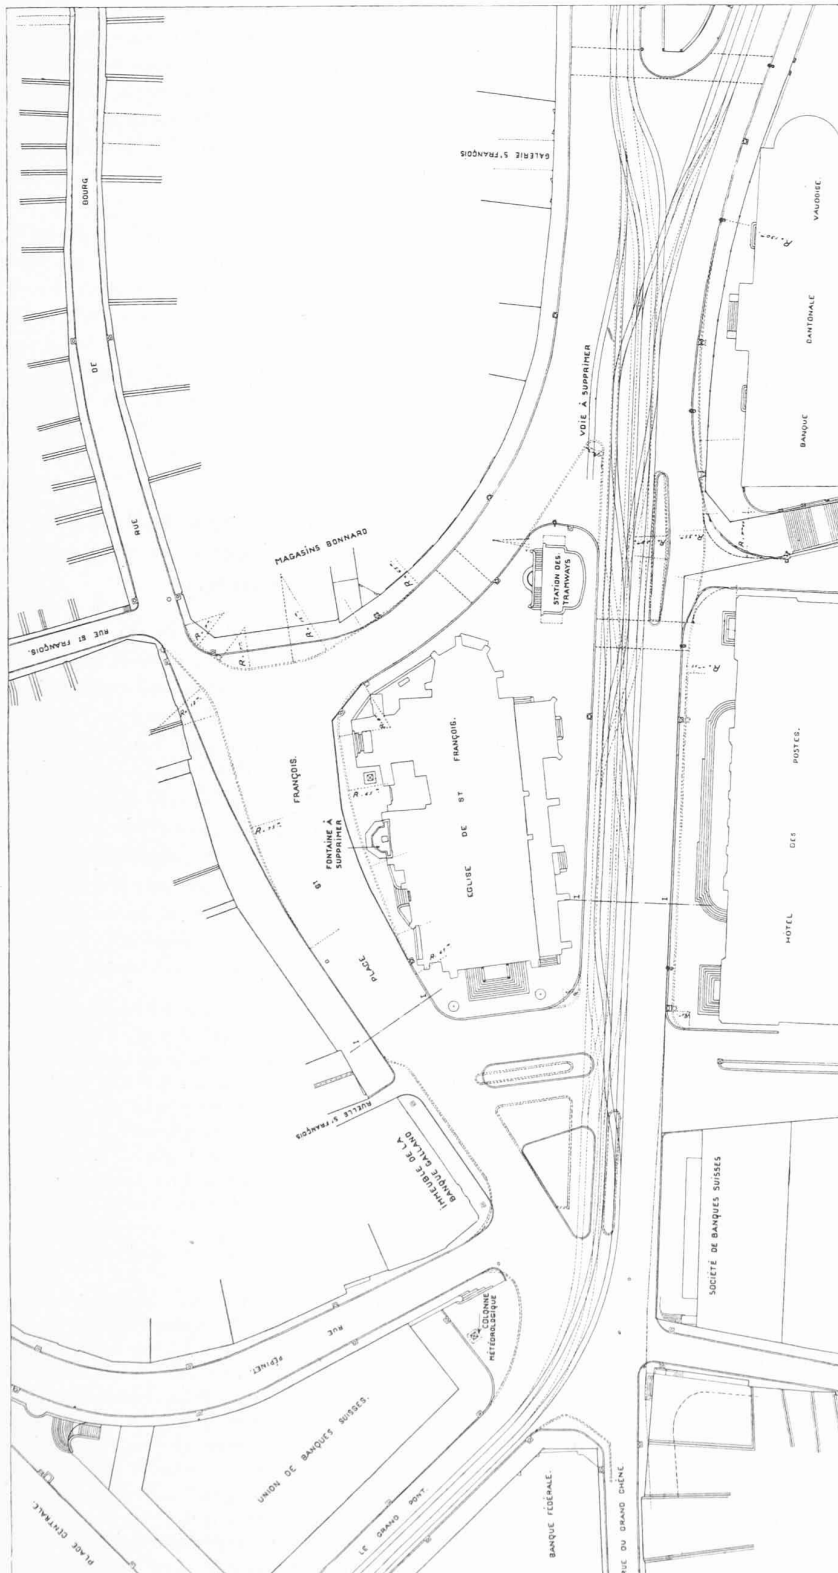 BOURG
DE
RUE
RUE ST FRANÇOIS.
GALERIE ST FRANÇOIS
VAUDOISE
CANTONALE
BANQUE
VOIE À SUPPRIMER
MAGASINS BONNARD
STATION DES
TRAMWAYS
FRANÇOIS.
ST
PLACE
FONTAINE À
SUPPRIMER
EGLISE DE ST FRANÇOIS.
HÔTEL DES POSTES.
I
I
I
I
RUELLE ST FRANÇOIS
IMMEUBLE DE LA
BANQUE GALLAND
SOCIÉTÉ DE BANQUES SUISSES
COLONNE
MÉTÉOROLOGIQUE
RUE
PÉPINET.
UNION DE BANQUES SUISSES.
LE GRAND PONT.
BANQUE FÉDÉRALE.
RUE DU GRAND CHÊNE.
PLACE CENTRALE.